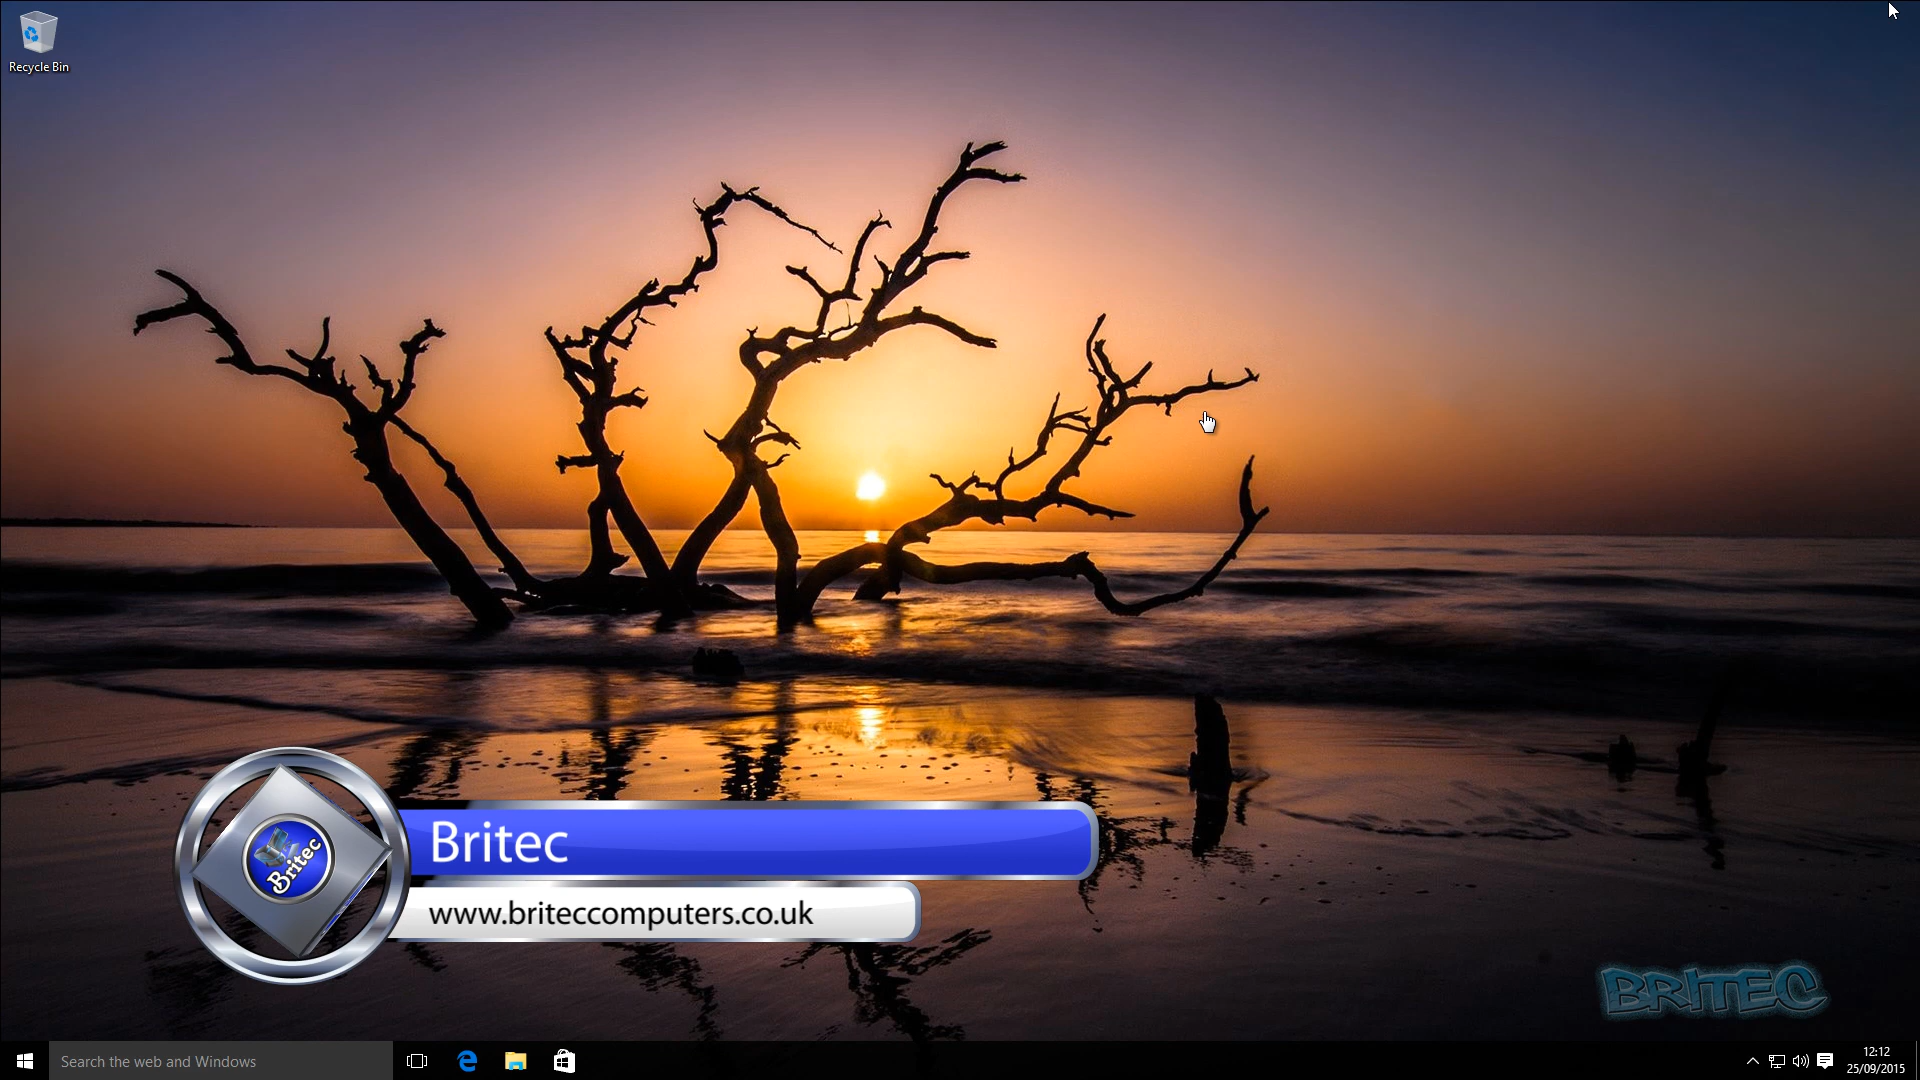 Recycle Bin
Britec
Britec
www.briteccomputers.co.uk
BRITEC
Search the web and Windows
12:12
25/09/2015